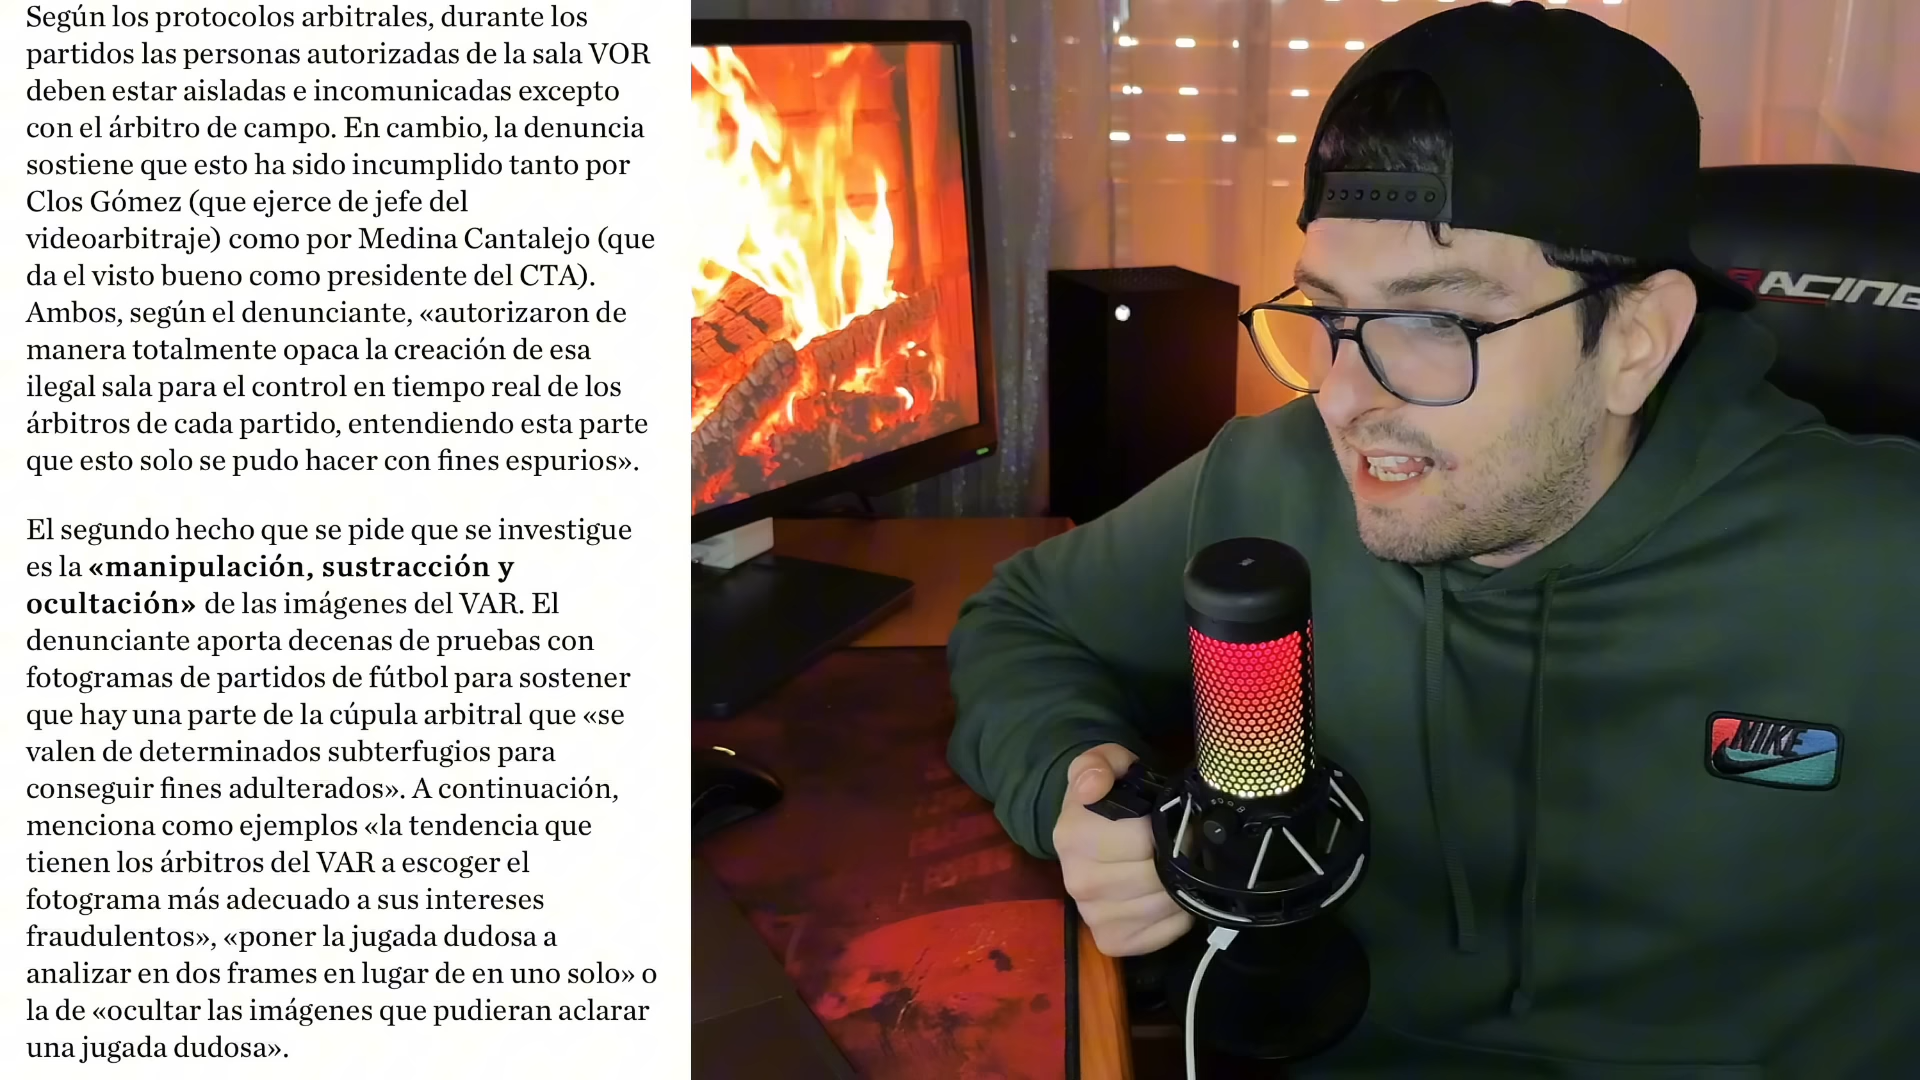 Según los protocolos arbitrales, durante los
partidos las personas autorizadas de la sala VOR
deben estar aisladas e incomunicadas excepto
con el árbitro de campo. En cambio, la denuncia
sostiene que esto ha sido incumplido tanto por
Clos Gómez (que ejerce de jefe del
videoarbitraje) como por Medina Cantalejo (que
da el visto bueno como presidente del CTA).
Ambos, según el denunciante, «autorizaron de
manera totalmente opaca la creación de esa
ilegal sala para el control en tiempo real de los
árbitros de cada partido, entendiendo esta parte
que esto solo se pudo hacer con fines espurios».
El segundo hecho que se pide que se investigue
es la «manipulación, sustracción y
ocultación» de las imágenes del VAR. El
denunciante aporta decenas de pruebas con
fotogramas de partidos de fútbol para sostener
que hay una parte de la cúpula arbitral que «se
valen de determinados subterfugios para
conseguir fines adulterados». A continuación,
menciona como ejemplos «la tendencia que
tienen los árbitros del VAR a escoger el
fotograma más adecuado a sus intereses
fraudulentos», «poner la jugada dudosa a
analizar en dos frames en lugar de en uno solo» o
la de «ocultar las imágenes que pudieran aclarar
una jugada dudosa».
RACING
NIKE